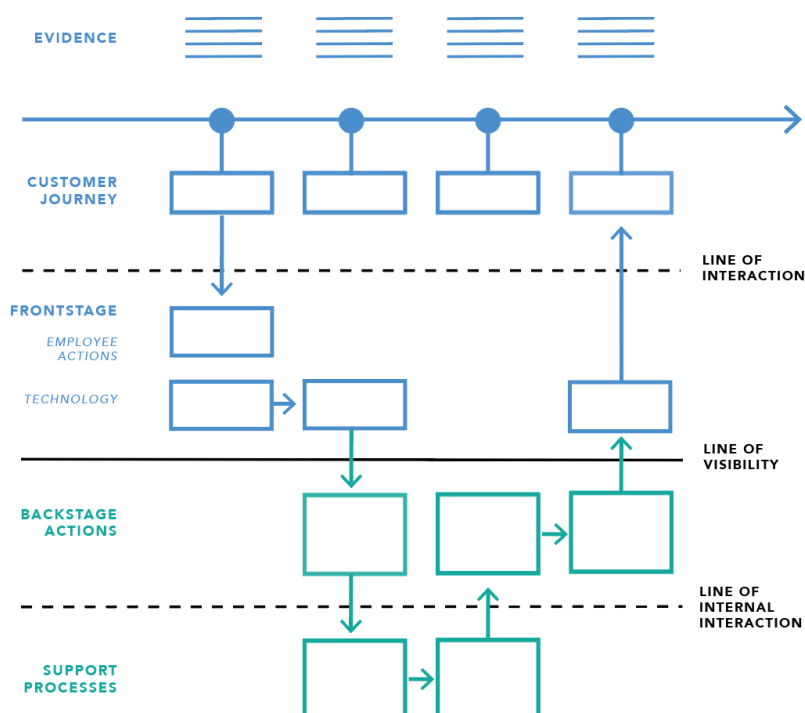 EVIDENCE
CUSTOMER
JOURNEY
LINE OF
INTERACTION
FRONTSTAGE
EMPLOYEE
ACTIONS
TECHNOLOGY
LINE OF
VISIBILITY
BACKSTAGE
ACTIONS
LINE OF
INTERNAL
INTERACTION
SUPPORT
PROCESSES